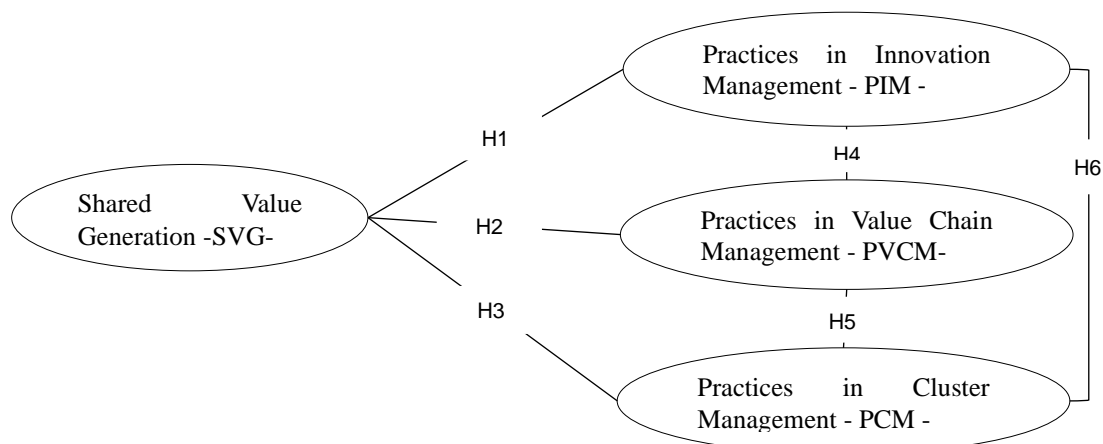 Practices in Innovation
Management - PIM -
H1
H4
H6
Shared Value
Generation -SVG-
H2
Practices in Value Chain
Management - PVCM-
H3
H5
Practices in Cluster
Management - PCM -